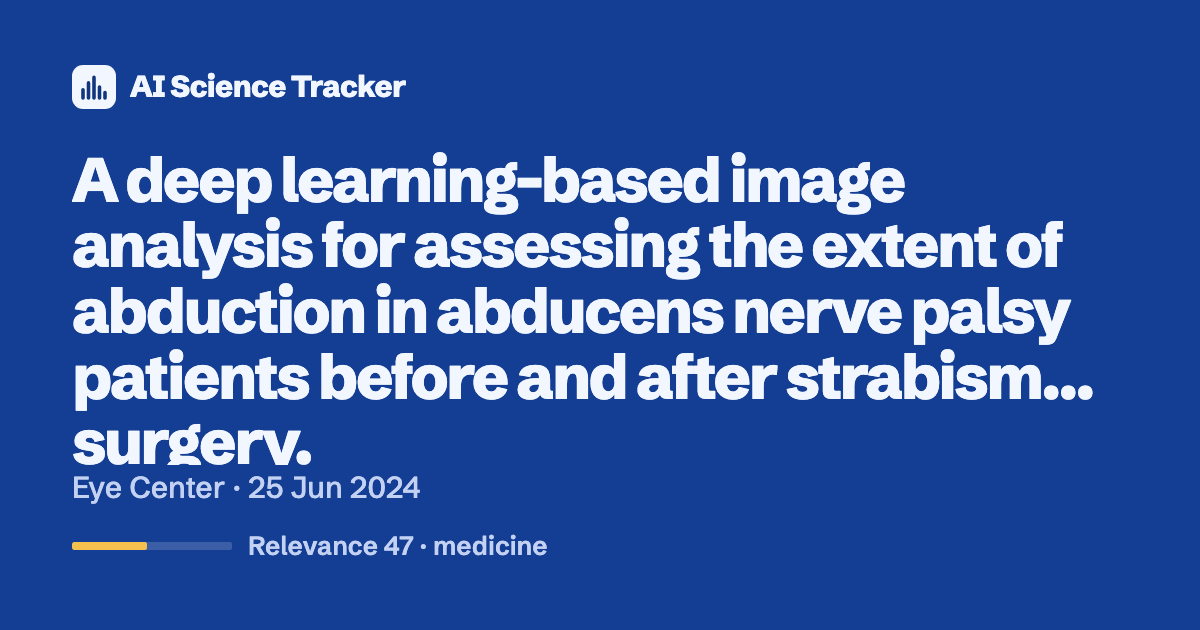 AI Science Tracker
A deep learning-based image
analysis for assessing the extent of
abduction in abducens nerve palsy
patients before and after strabism...
surgery.
Eye Center · 25 Jun 2024
Relevance 47 · medicine